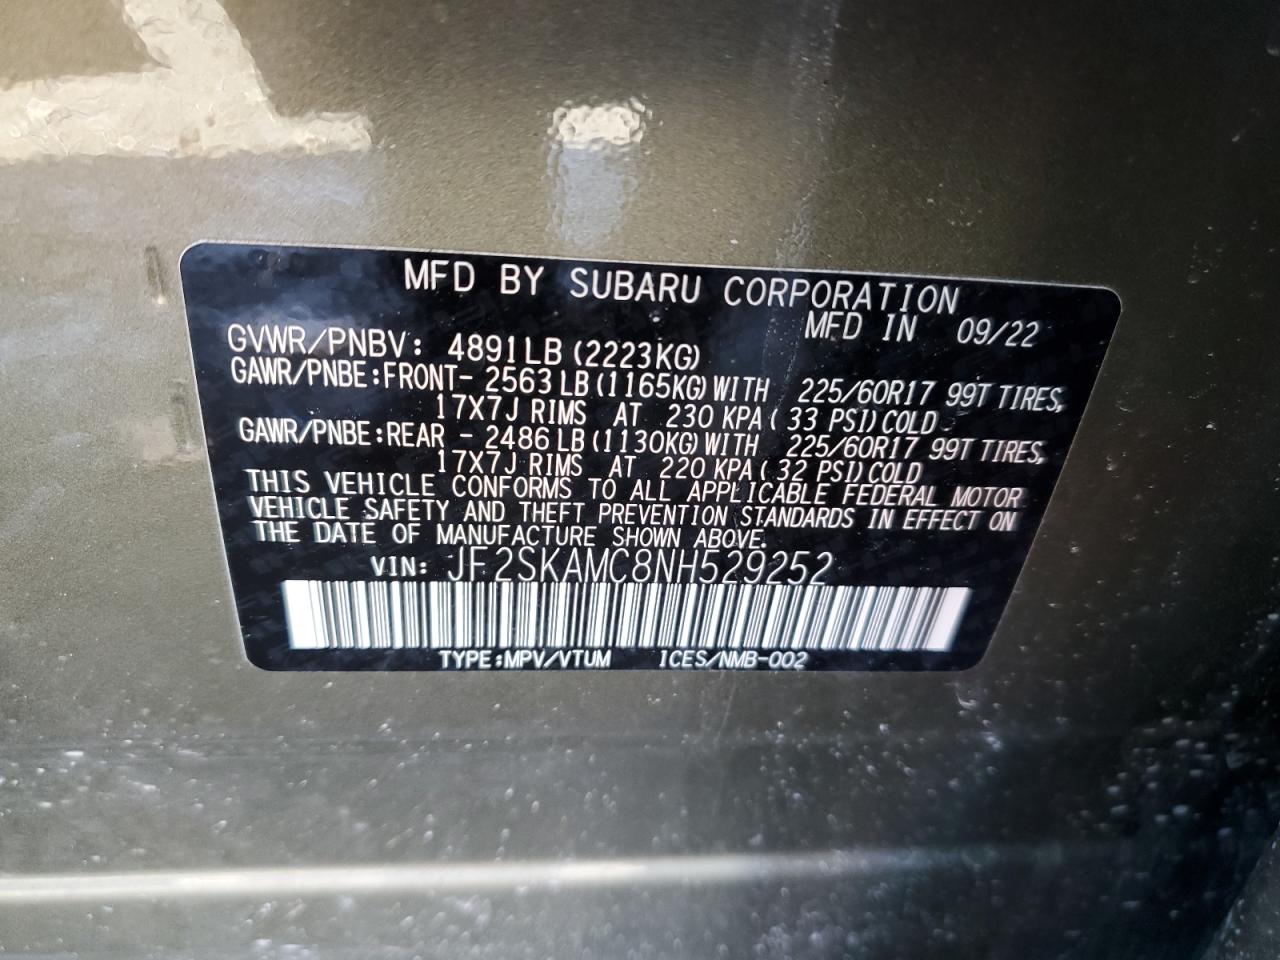 MFD BY SUBARU CORPORATION
MFD IN 09/22
GVWR/PNBV: 4891LB (2223KG)
GAWR/PNBE:FRONT- 2563 LB (1165KG) WITH 225/60R17 99T TIRES,
17X7J RIMS AT 230 KPA (33 PSI) COLD
GAWR/PNBE:REAR - 2486 LB (1130KG) WITH 225/60R17 99T TIRES,
17X7J RIMS AT 220 KPA (32 PSI) COLD
THIS VEHICLE CONFORMS TO ALL APPLICABLE FEDERAL MOTOR
VEHICLE SAFETY AND THEFT PREVENTION STANDARDS IN EFFECT ON
THE DATE OF MANUFACTURE SHOWN ABOVE.
VIN: JF2SKAMC8NH529252
TYPE:MPV/VTUM ICES/NMB-002